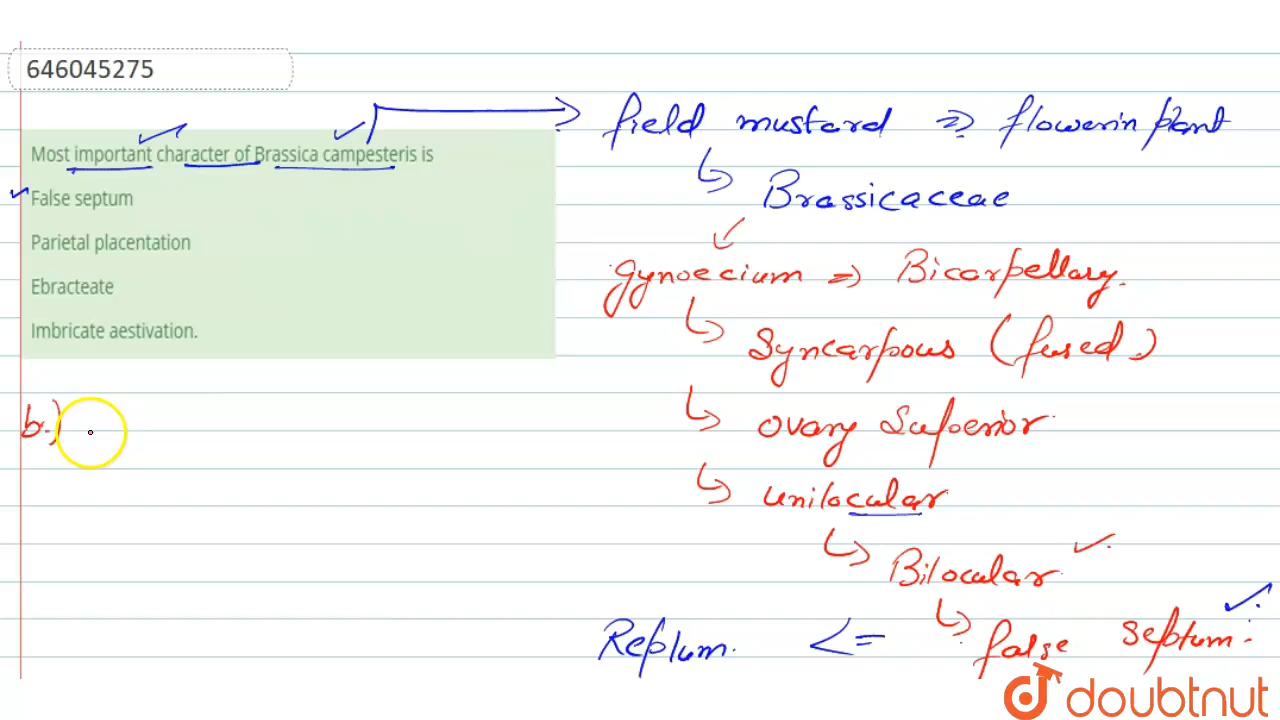 646045275
Most important character of Brassica campesteris is
False septum
Parietal placentation
Ebracteate
Imbricate aestivation.
b.)
field mustard => flowerin plant
Brassicaceae
Gynoecium => Bicarpellary.
Syncarpous (fused.)
ovary Superior
unilocular
Bilocular
false septum.
Replum. <=
doubtnut